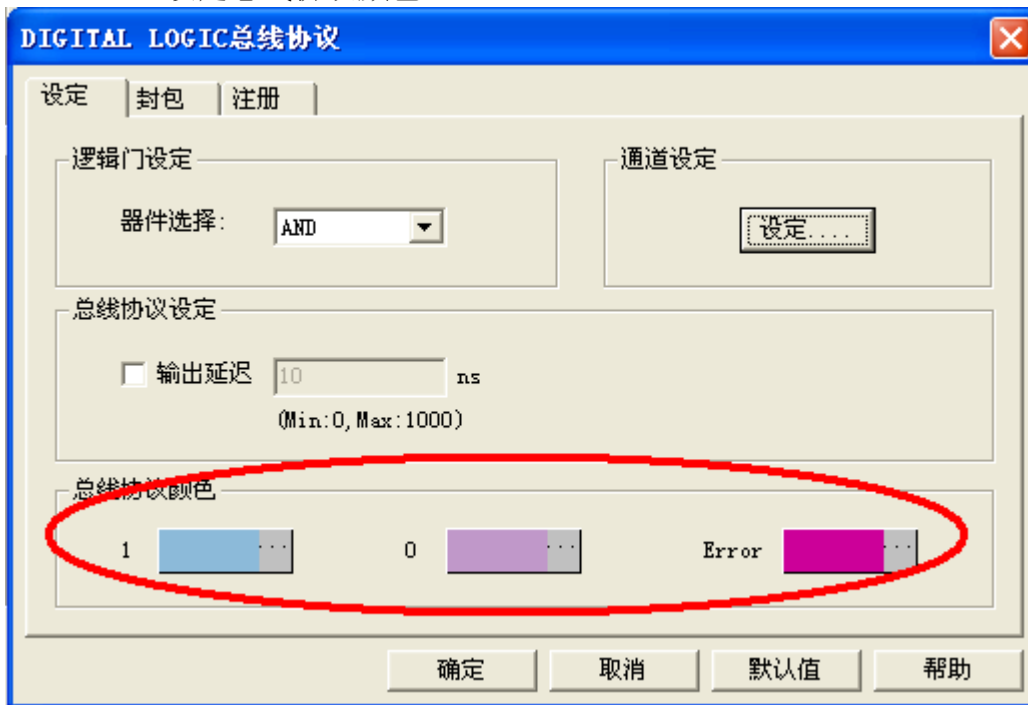 DIGITAL LOGIC总线协议
设定 封包 注册
逻辑门设定 通道设定
器件选择: AND 设定....
总线协议设定
输出延迟 10 ns
(Min:0,Max:1000)
总线协议颜色
1 ... 0 ... Error ...
确定 取消 默认值 帮助